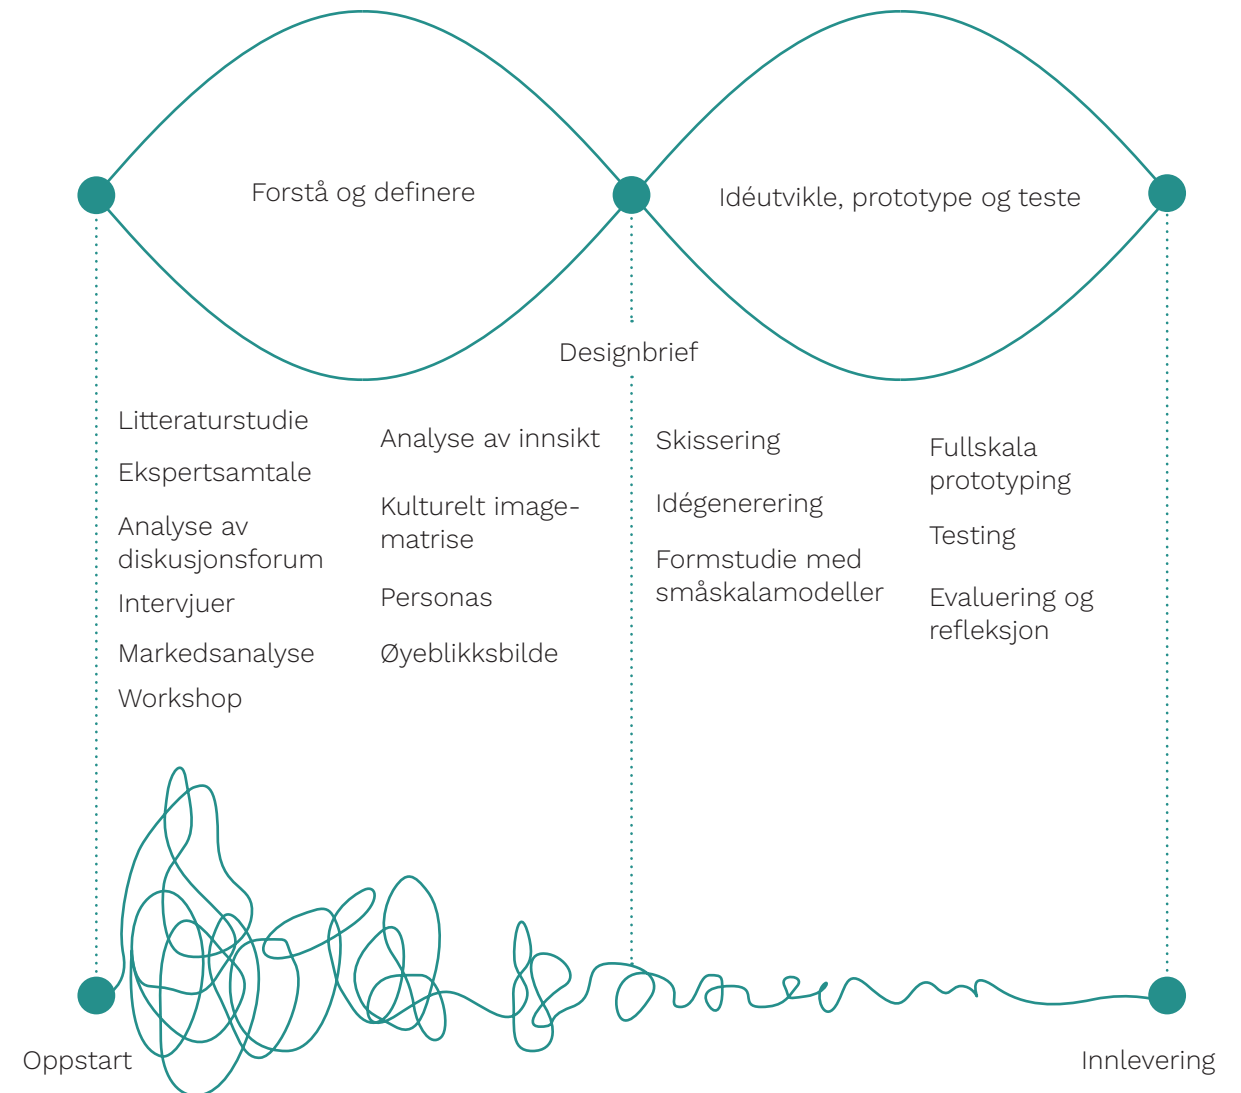 Forstå og definere
Idéutvikle, prototype og teste
Designbrief
Litteraturstudie
Ekspertsamtale
Analyse av
diskusjonsforum
Intervjuer
Markedsanalyse
Workshop
Analyse av innsikt
Kulturelt image-
matrise
Personas
Øyeblikksbilde
Skissering
Idégenerering
Formstudie med
småskalamodeller
Fullskala
prototyping
Testing
Evaluering og
refleksjon
Oppstart
Innlevering